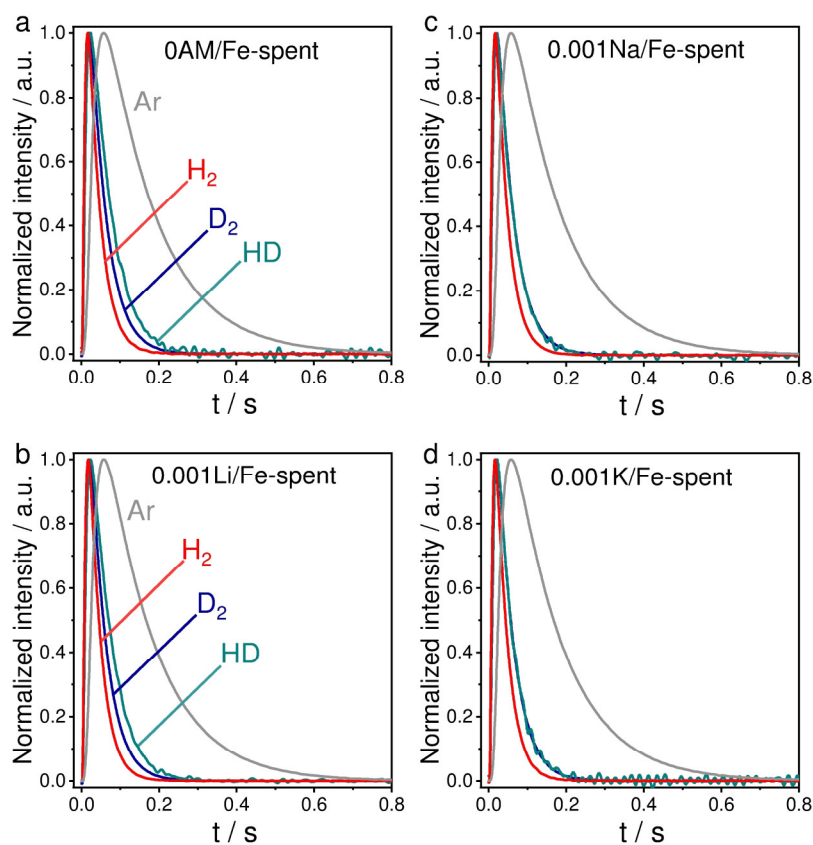 a
0AM/Fe-spent
Normalized intensity / a.u.
1.0
0.8
0.6
0.4
0.2
0.0
Ar
H₂
D₂
HD
0.0 0.2 0.4 0.6 0.8
t / s
c
0.001Na/Fe-spent
Normalized intensity / a.u.
1.0
0.8
0.6
0.4
0.2
0.0
0.0 0.2 0.4 0.6 0.8
t / s
b
0.001Li/Fe-spent
Normalized intensity / a.u.
1.0
0.8
0.6
0.4
0.2
0.0
Ar
H₂
D₂
HD
0.0 0.2 0.4 0.6 0.8
t / s
d
0.001K/Fe-spent
Normalized intensity / a.u.
1.0
0.8
0.6
0.4
0.2
0.0
0.0 0.2 0.4 0.6 0.8
t / s